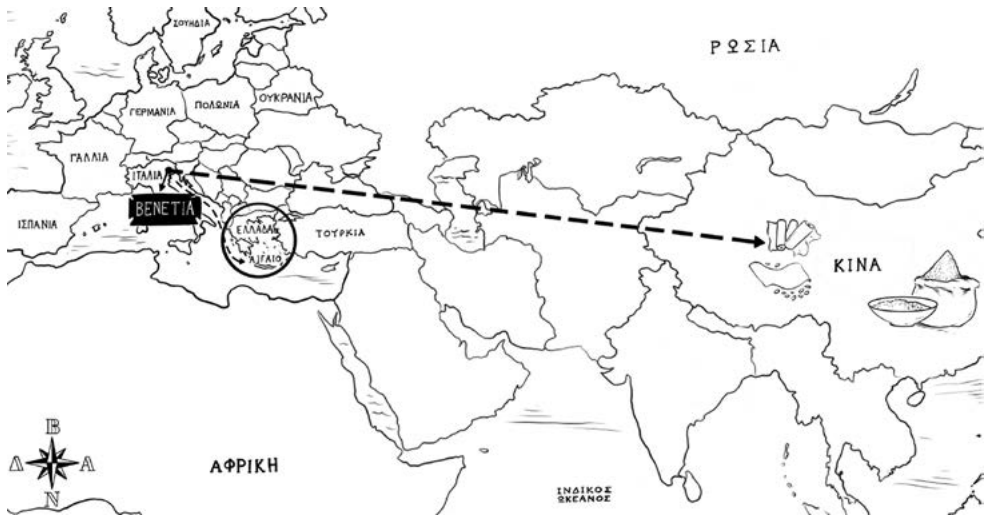 ΣΟΥΗΔΙΑ
ΡΩΣΙΑ
ΓΕΡΜΑΝΙΑ
ΠΟΛΩΝΙΑ
ΟΥΚΡΑΝΙΑ
ΓΑΛΛΙΑ
ΙΤΑΛΙΑ
ΒΕΝΕΤΙΑ
ΙΣΠΑΝΙΑ
ΕΛΛΑΔΑ
ΤΟΥΡΚΙΑ
ΑΙΓΑΙΟ
ΚΙΝΑ
Β
Δ Α
Ν
ΑΦΡΙΚΗ
ΙΝΔΙΚΟΣ
ΩΚΕΑΝΟΣ